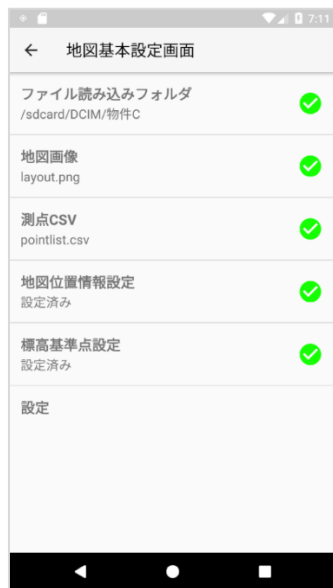 7:11
地図基本設定画面
ファイル読み込みフォルダ
/sdcard/DCIM/物件C
地図画像
layout.png
測点CSV
pointlist.csv
地図位置情報設定
設定済み
標高基準点設定
設定済み
設定